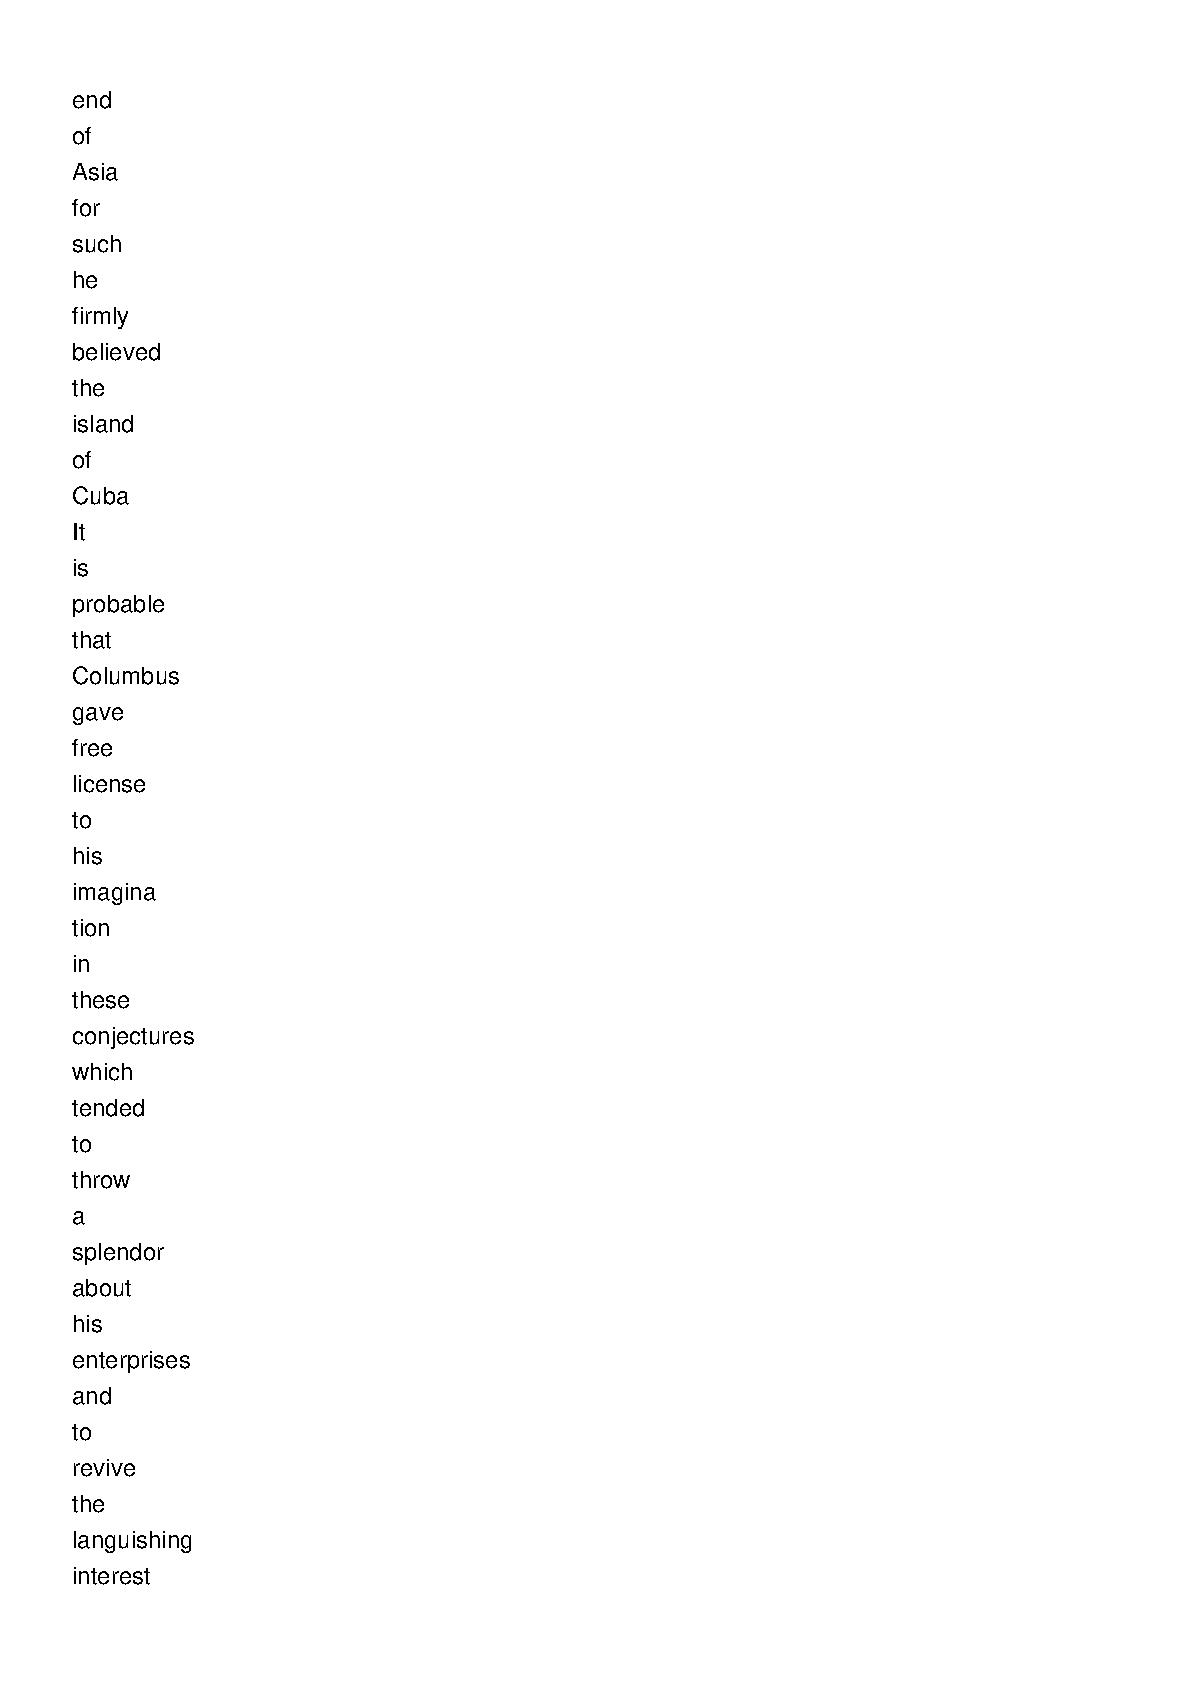 end
of
Asia
for
such
he
firmly
believed
the
island
of
Cuba
It
is
probable
that
Columbus
gave
free
license
to
his
imagina
tion
in
these
conjectures
which
tended
to
throw
a
splendor
about
his
enterprises
and
to
revive
the
languishing
interest